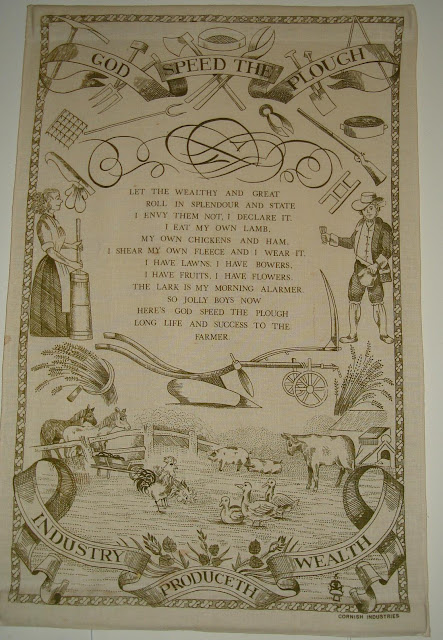 GOD SPEED THE PLOUGH
LET THE WEALTHY AND GREAT
ROLL IN SPLENDOUR AND STATE
I ENVY THEM NOT, I DECLARE IT.
I EAT MY OWN LAMB,
MY OWN CHICKENS AND HAM,
I SHEAR MY OWN FLEECE AND I WEAR IT.
I HAVE LAWNS, I HAVE BOWERS,
I HAVE FRUITS, I HAVE FLOWERS.
THE LARK IS MY MORNING ALARMER.
SO JOLLY BOYS NOW
HERE'S GOD SPEED THE PLOUGH
LONG LIFE AND SUCCESS TO THE
FARMER.
INDUSTRY PRODUCETH WEALTH
CORNISH INDUSTRIES